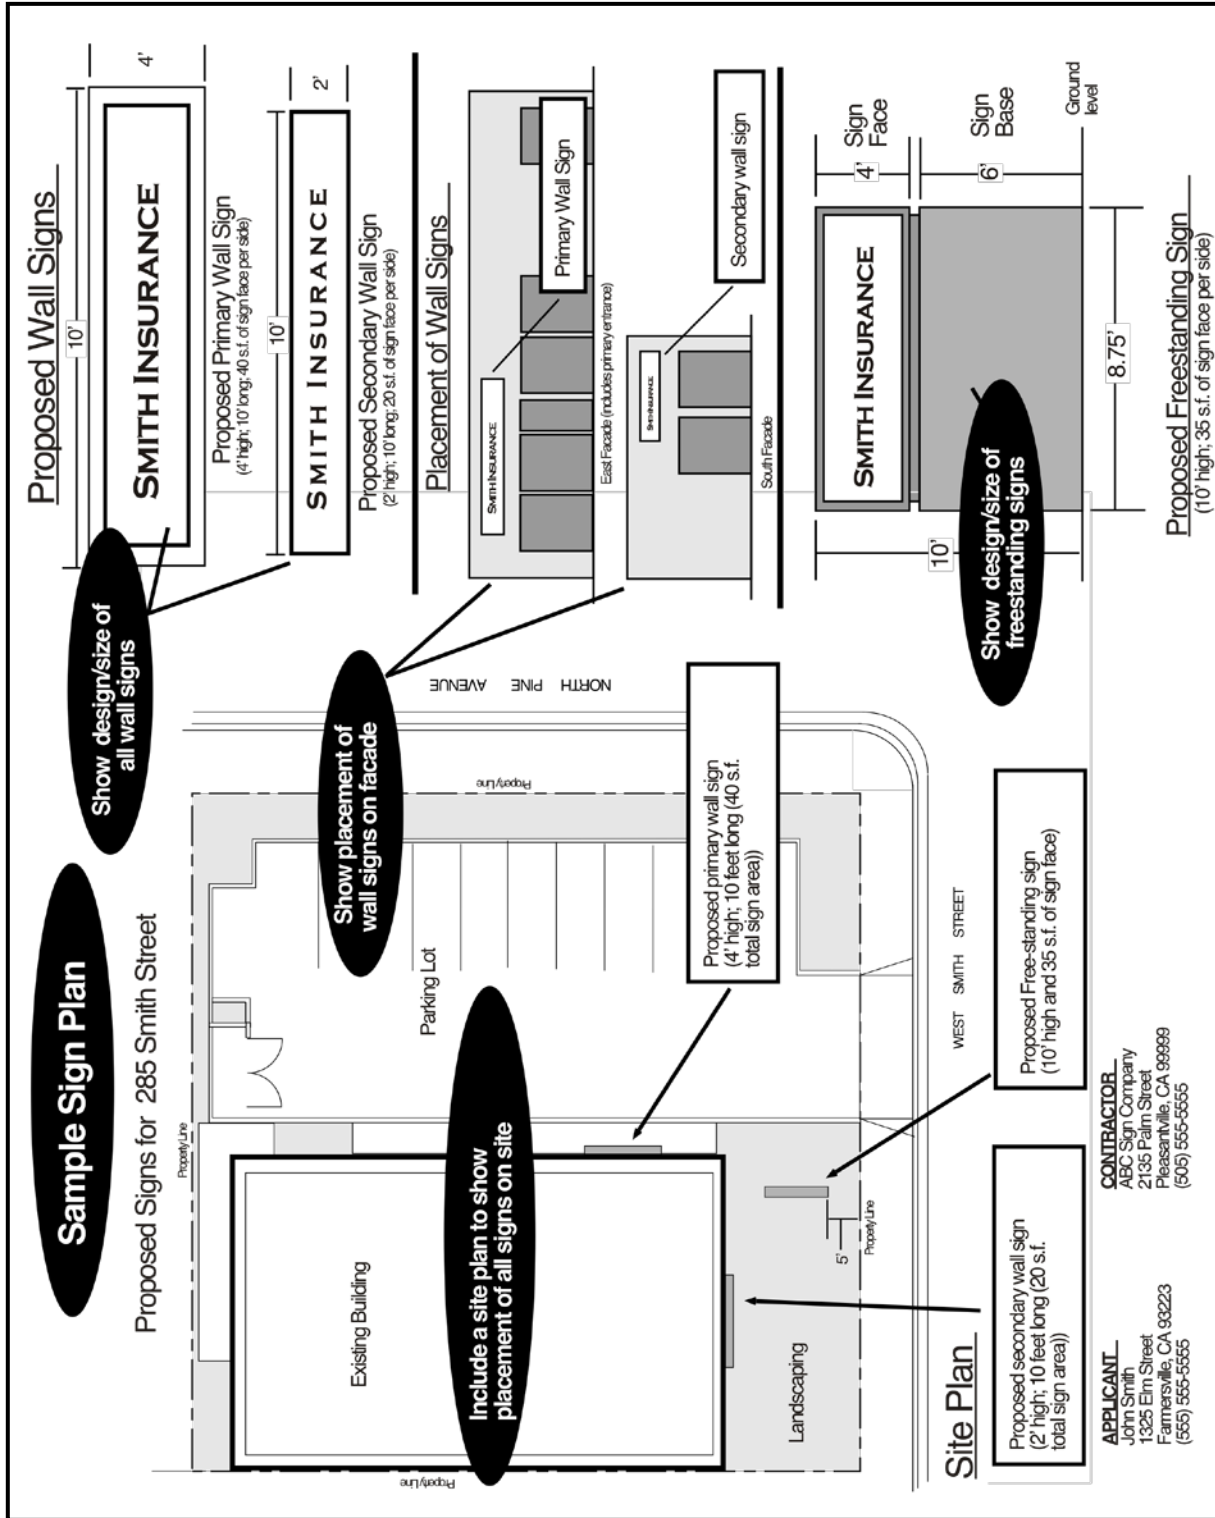 Sample Sign Plan
Proposed Signs for 285 Smith Street
Property Line
Existing Building
Parking Lot
Include a site plan to show
placement of all signs on site
Landscaping
Property Line
Property Line
Property Line
5'
NORTH PINE AVENUE
WEST SMITH STREET
Proposed primary wall sign
(4' high; 10 feet long (40 s.f.
total sign area))
Proposed Free-standing sign
(10' high and 35 s.f. of sign face)
Proposed secondary wall sign
(2' high; 10 feet long (20 s.f.
total sign area))
Site Plan
APPLICANT
John Smith
1325 Elm Street
Farmersville, CA 93223
(555) 555-5555
CONTRACTOR
ABC Sign Company
2135 Palm Street
Pleasantville, CA 99999
(505) 555-5555
Show design/size of
all wall signs
Proposed Wall Signs
10'
4'
SMITH INSURANCE
Proposed Primary Wall Sign
(4' high; 10' long; 40 s.f. of sign face per side)
10'
2'
SMITH INSURANCE
Proposed Secondary Wall Sign
(2' high; 10' long; 20 s.f. of sign face per side)
Show placement of
wall signs on facade
Placement of Wall Signs
SMITH INSURANCE
Primary Wall Sign
East Facade (includes primary entrance)
SMITH INSURANCE
Secondary wall sign
South Facade
SMITH INSURANCE
4'
Sign
Face
6'
Sign
Base
Ground
level
10'
8.75'
Show design/size of
freestanding signs
Proposed Freestanding Sign
(10' high; 35 s.f. of sign face per side)